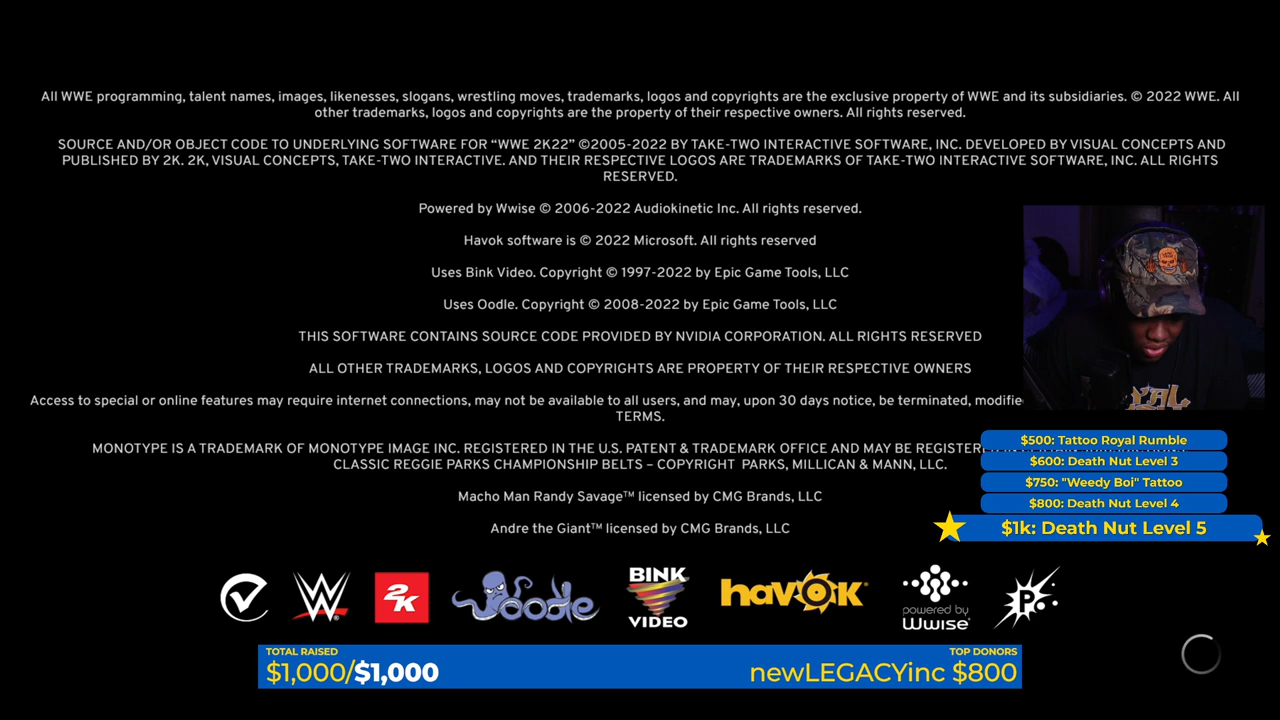 All WWE programming, talent names, images, likenesses, slogans, wrestling moves, trademarks, logos and copyrights are the exclusive property of WWE and its subsidiaries. © 2022 WWE. All
other trademarks, logos and copyrights are the property of their respective owners. All rights reserved.
SOURCE AND/OR OBJECT CODE TO UNDERLYING SOFTWARE FOR “WWE 2K22” ©2005-2022 BY TAKE-TWO INTERACTIVE SOFTWARE, INC. DEVELOPED BY VISUAL CONCEPTS AND
PUBLISHED BY 2K. 2K, VISUAL CONCEPTS, TAKE-TWO INTERACTIVE. AND THEIR RESPECTIVE LOGOS ARE TRADEMARKS OF TAKE-TWO INTERACTIVE SOFTWARE, INC. ALL RIGHTS
RESERVED.
Powered by Wwise © 2006-2022 Audiokinetic Inc. All rights reserved.
Havok software is © 2022 Microsoft. All rights reserved
Uses Bink Video. Copyright © 1997-2022 by Epic Game Tools, LLC
Uses Oodle. Copyright © 2008-2022 by Epic Game Tools, LLC
THIS SOFTWARE CONTAINS SOURCE CODE PROVIDED BY NVIDIA CORPORATION. ALL RIGHTS RESERVED
ALL OTHER TRADEMARKS, LOGOS AND COPYRIGHTS ARE PROPERTY OF THEIR RESPECTIVE OWNERS
Access to special or online features may require internet connections, may not be available to all users, and may, upon 30 days notice, be terminated, modifie
TERMS.
MONOTYPE IS A TRADEMARK OF MONOTYPE IMAGE INC. REGISTERED IN THE U.S. PATENT & TRADEMARK OFFICE AND MAY BE REGISTER
CLASSIC REGGIE PARKS CHAMPIONSHIP BELTS – COPYRIGHT PARKS, MILLICAN & MANN, LLC.
Macho Man Randy Savage™ licensed by CMG Brands, LLC
Andre the Giant™ licensed by CMG Brands, LLC
$500: Tattoo Royal Rumble
$600: Death Nut Level 3
$750: "Weedy Boi" Tattoo
$800: Death Nut Level 4
$1k: Death Nut Level 5
W
2K
oodle
BINK
VIDEO
havok
powered by
wwise
P
TOTAL RAISED
$1,000/$1,000
TOP DONORS
newLEGACYinc $800